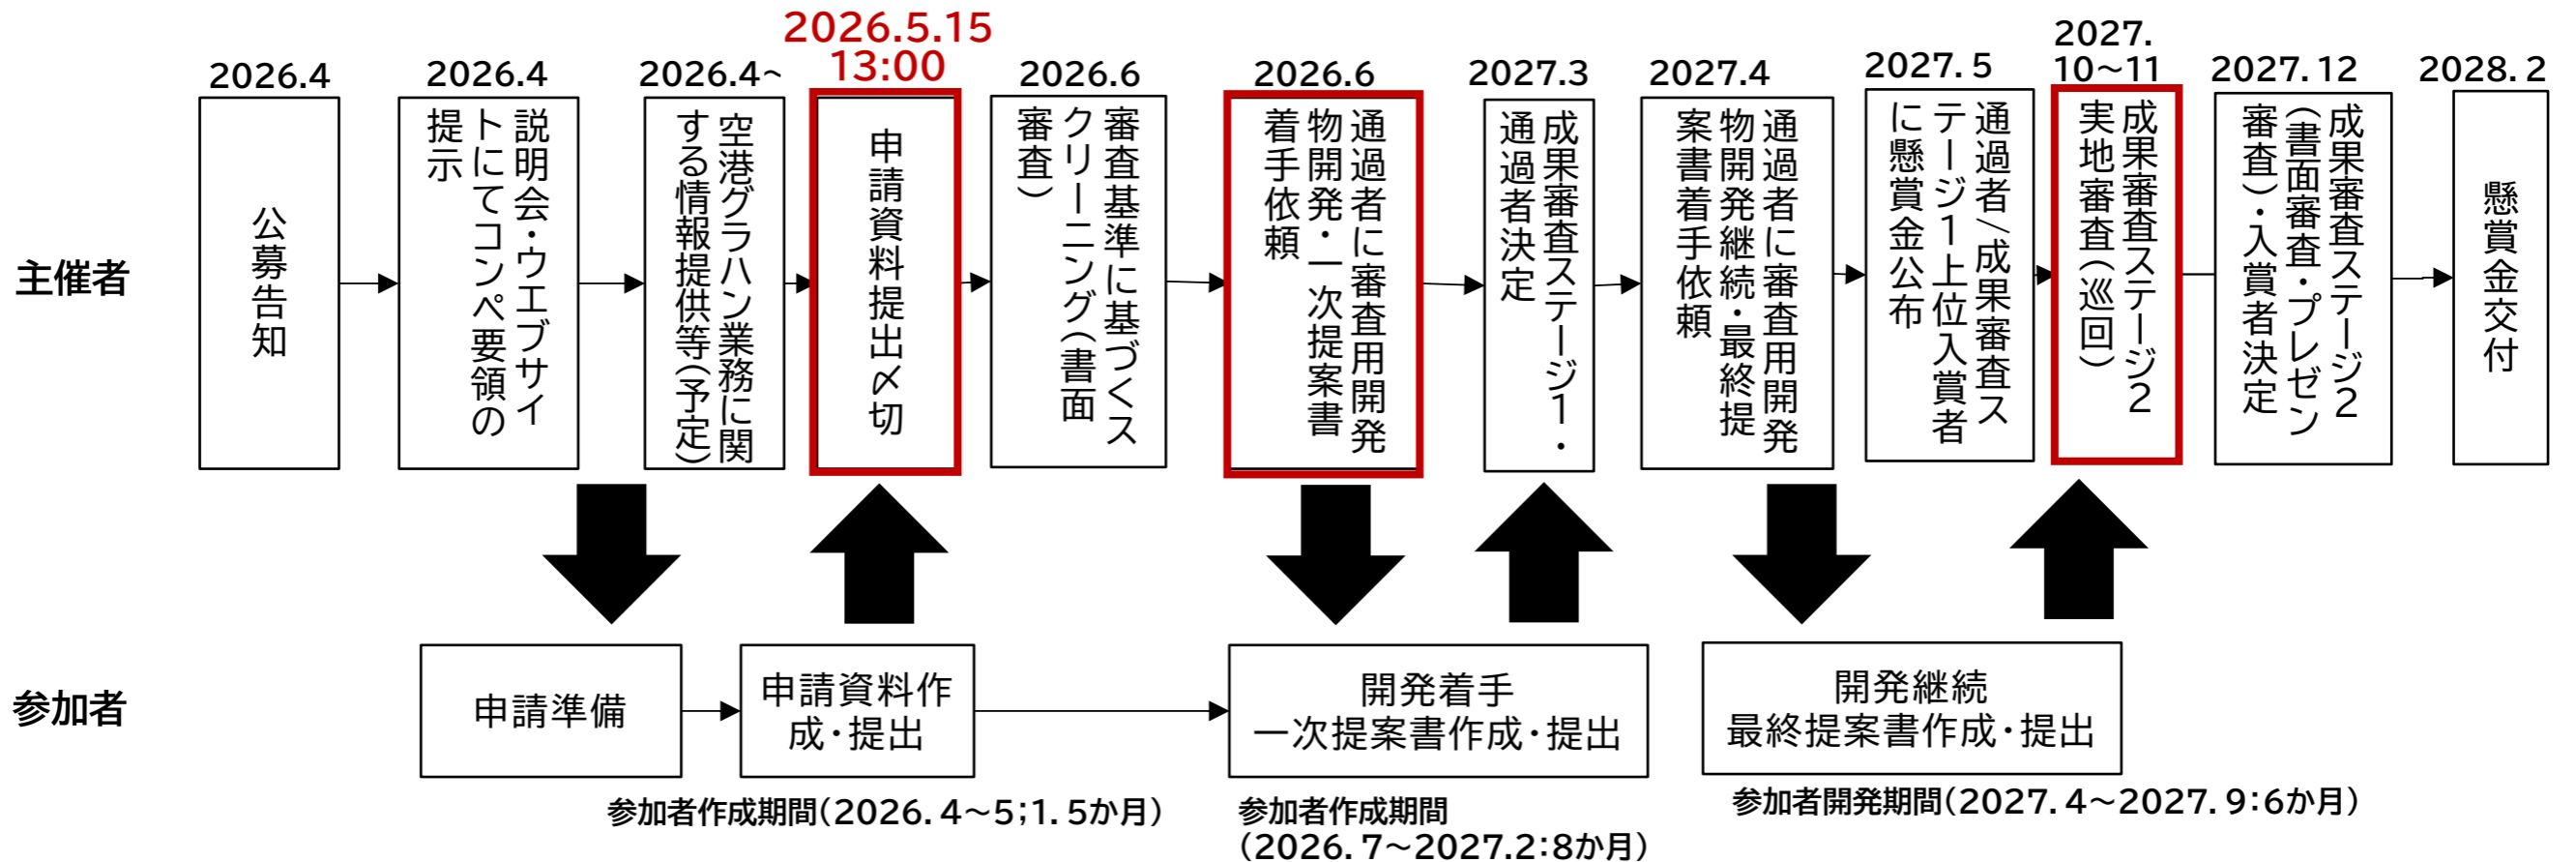 2026.4
公募告知
2026.4
説明会・ウエブサイ
トにてコンペ要領の
提示
2026.4~
空港グラハン業務に関
する情報提供等(予定)
2026.5.15
13:00
申請資料提出〆切
2026.6
審査基準に基づくス
クリーニング(書面
審査)
2026.6
通過者に審査用開発
物開発・一次提案書
着手依頼
2027.3
成果審査ステージ1・
通過者決定
2027.4
通過者に審査用開発
物開発継続・最終提
案書着手依頼
2027.5
通過者/成果審査ス
テージ1上位入賞者
に懸賞金公布
2027.
10~11
成果審査ステージ2
実地審査(巡回)
2027.12
成果審査ステージ2
(書面審査・プレゼン
審査)・入賞者決定
2028.2
懸賞金交付
主催者
参加者
申請準備
申請資料作
成・提出
開発着手
一次提案書作成・提出
開発継続
最終提案書作成・提出
参加者作成期間(2026.4~5;1.5か月)
参加者作成期間
(2026.7~2027.2:8か月)
参加者開発期間(2027.4~2027.9:6か月)